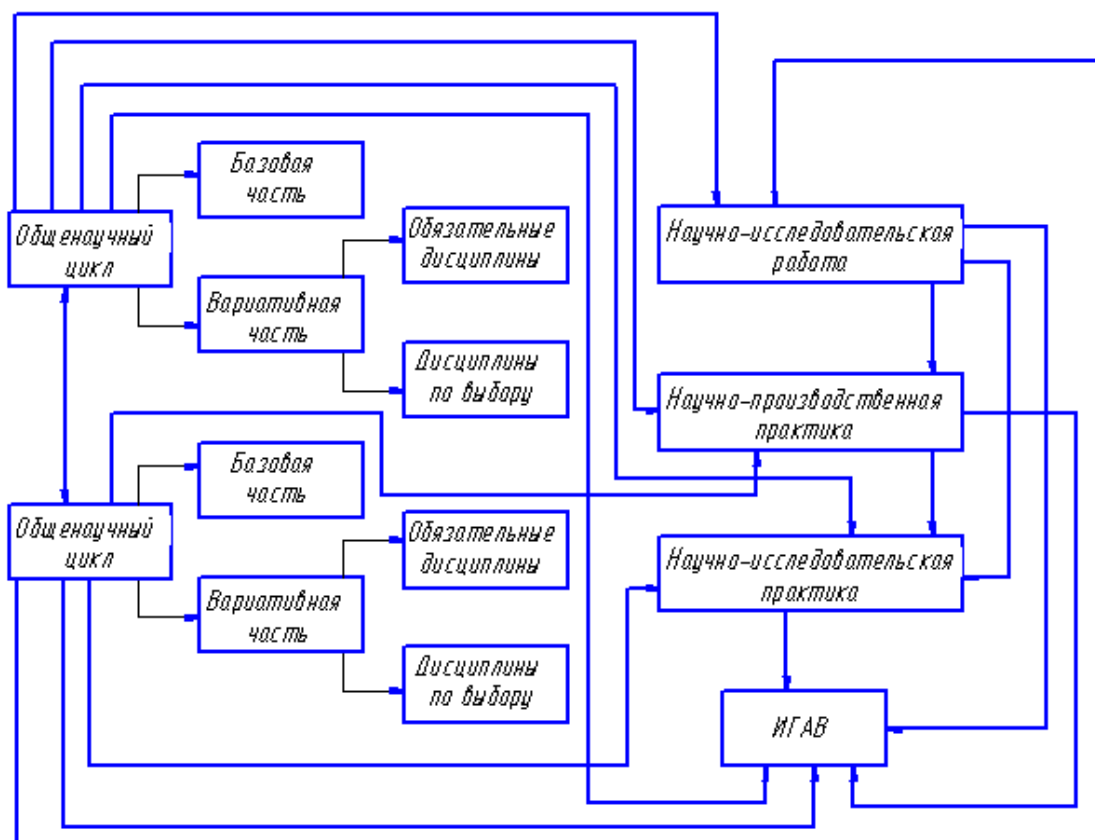 Базовая
часть
Общенаучный
цикл
Вариативная
часть
Обязательные
дисциплины
Дисциплины
по выбору
Базовая
часть
Общенаучный
цикл
Вариативная
часть
Обязательные
дисциплины
Дисциплины
по выбору
Научно-исследовательская
работа
Научно-производственная
практика
Научно-исследовательская
практика
ИГАВ